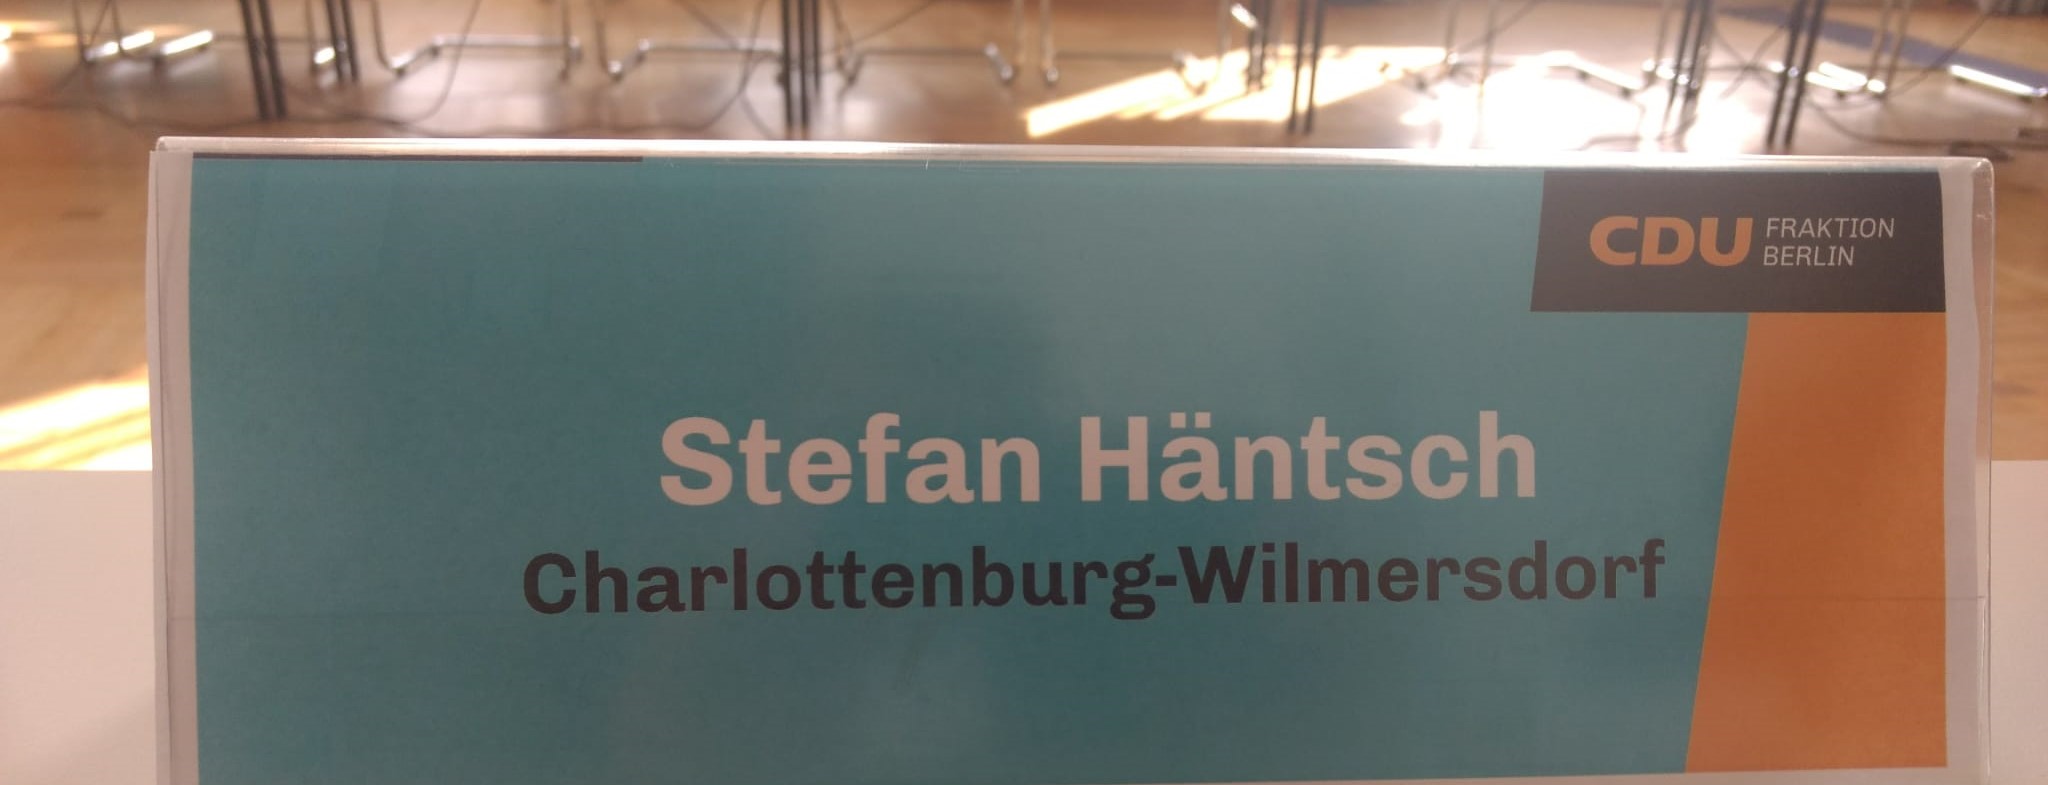 CDU FRAKTION
BERLIN
Stefan Häntsch
Charlottenburg-Wilmersdorf